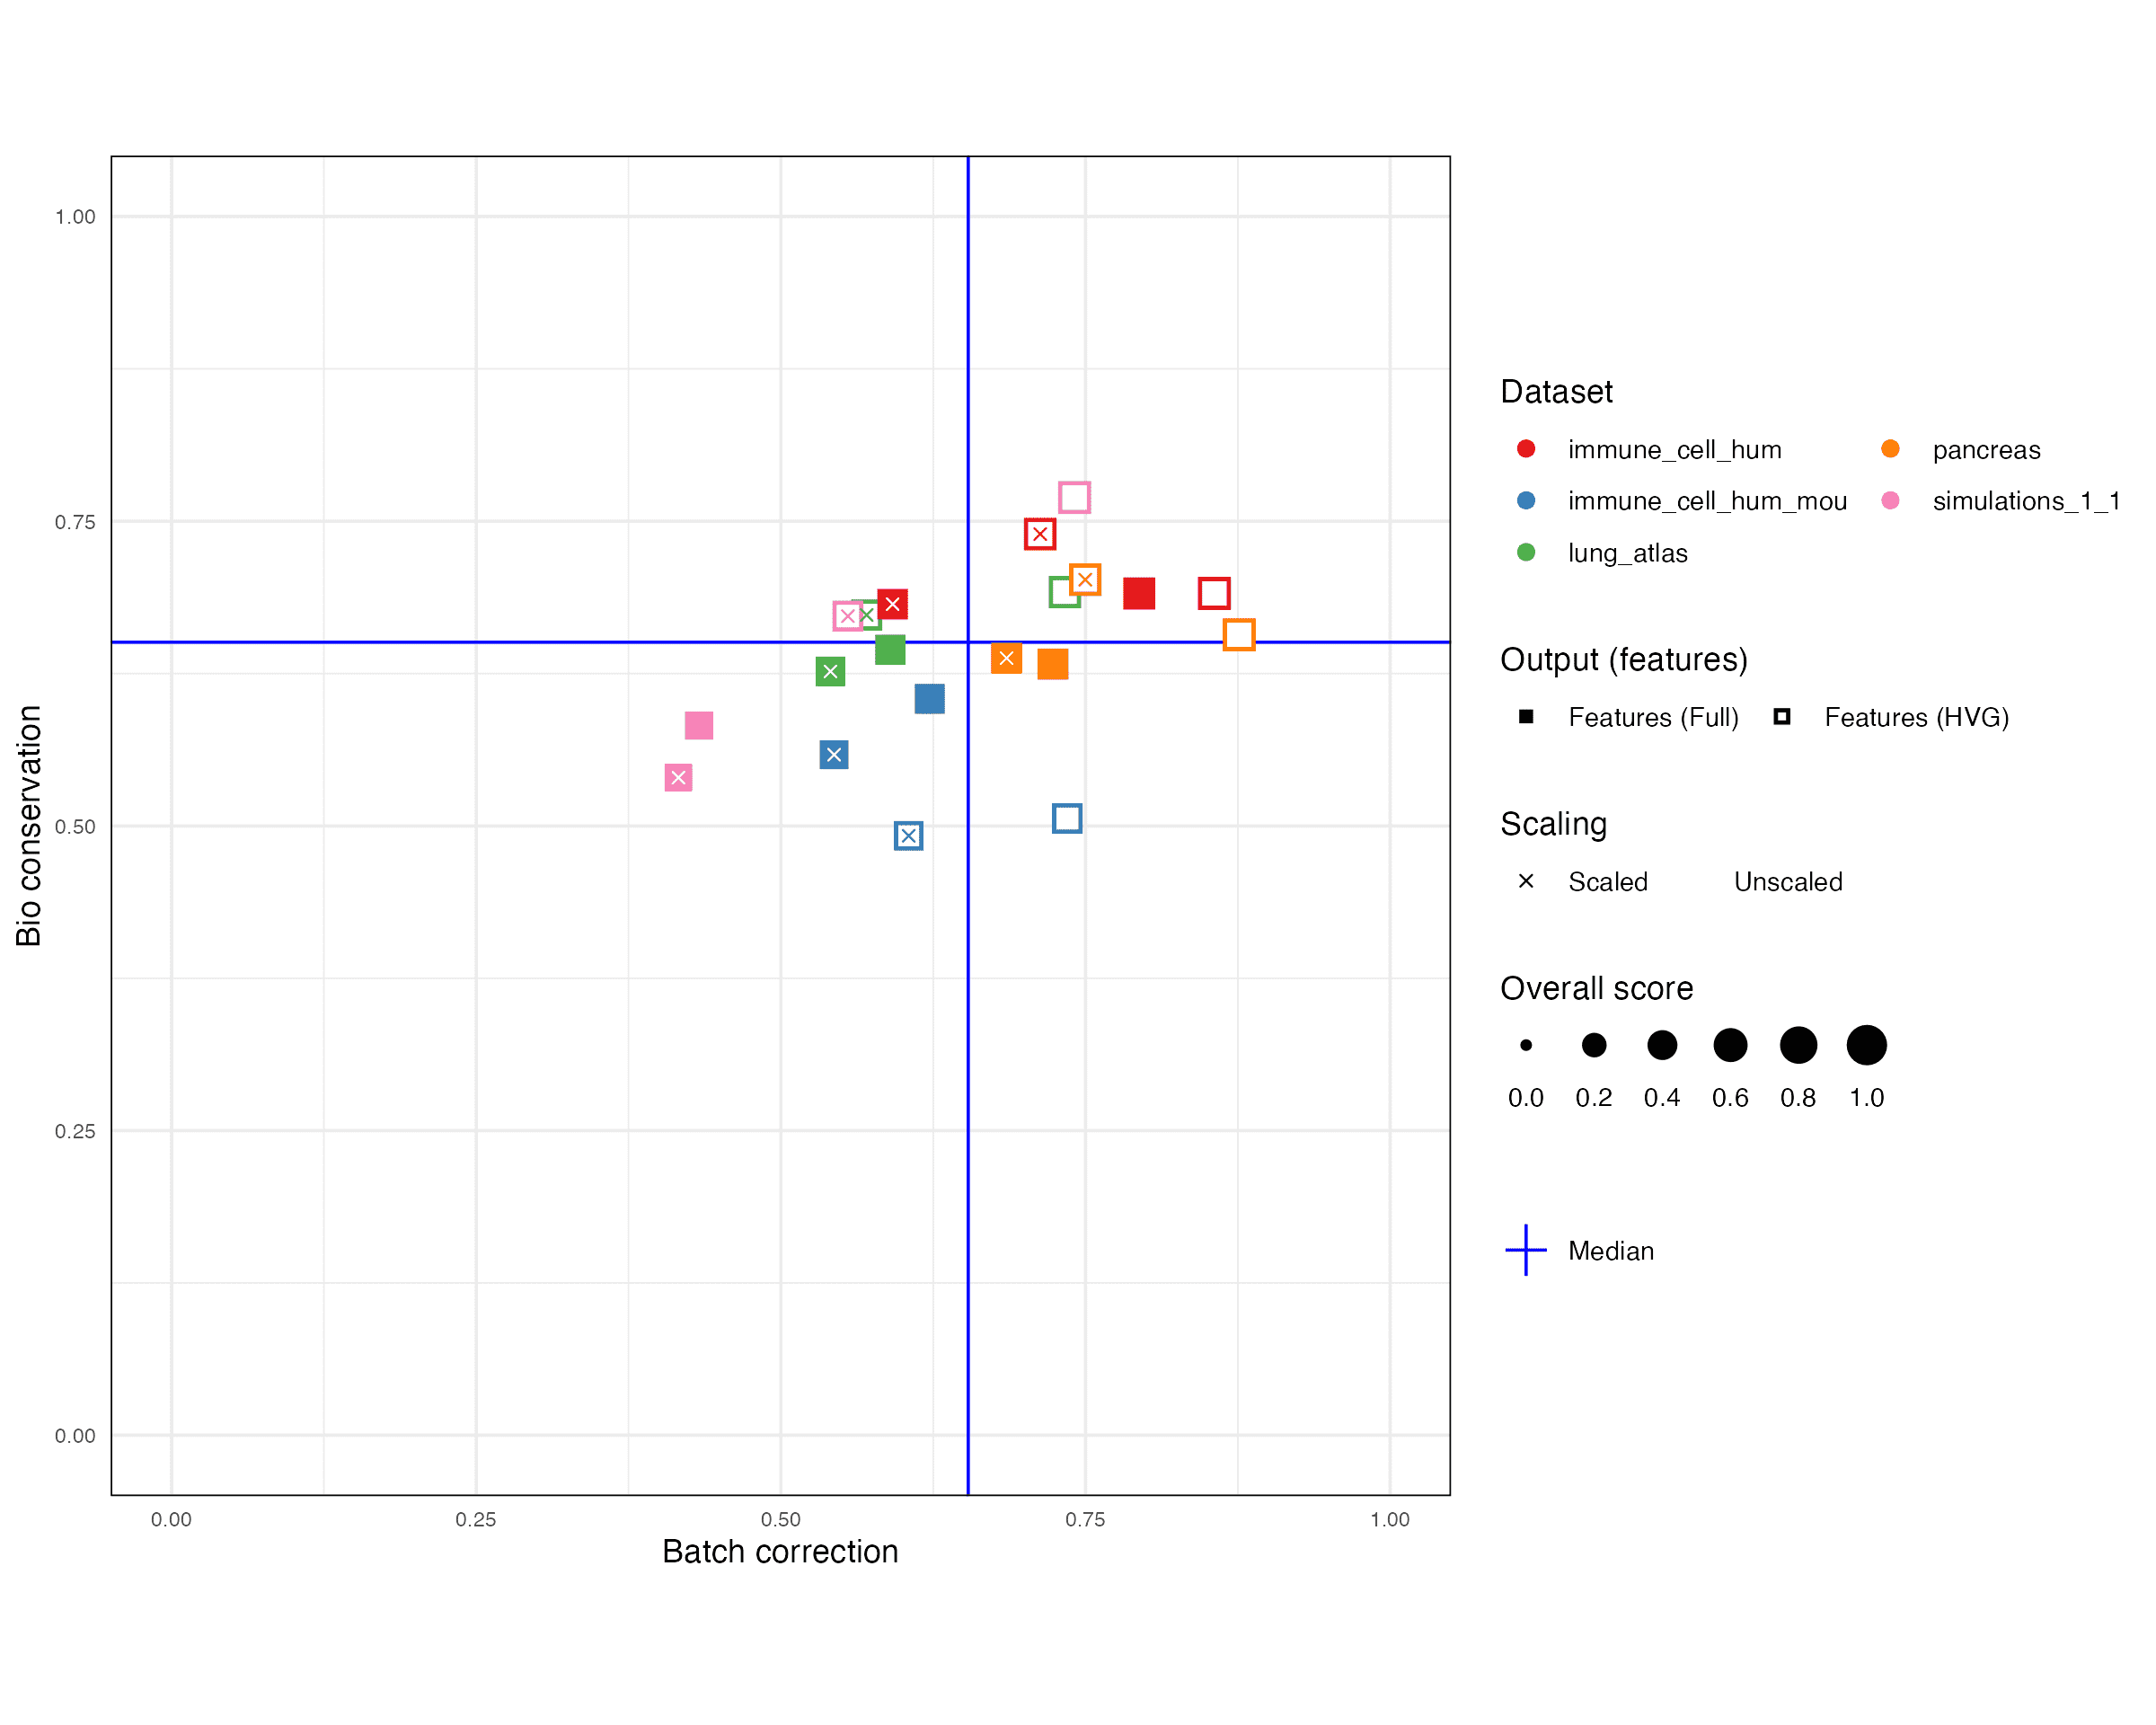 1.00
0.75
0.50
0.25
0.00
Bio conservation
0.00 0.25 0.50 0.75 1.00
Batch correction
Dataset
immune_cell_hum pancreas
immune_cell_hum_mou simulations_1_1
lung_atlas
Output (features)
Features (Full) Features (HVG)
Scaling
Scaled Unscaled
Overall score
0.0 0.2 0.4 0.6 0.8 1.0
Median